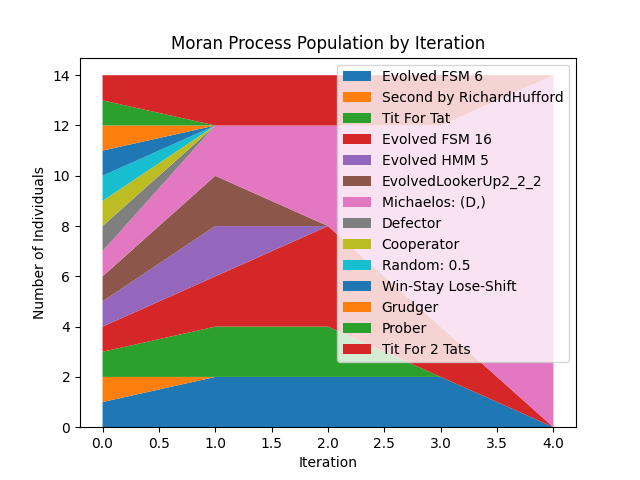 Moran Process Population by Iteration
14
12
10
8
6
4
2
0
Number of Individuals
Evolved FSM 6
Second by RichardHufford
Tit For Tat
Evolved FSM 16
Evolved HMM 5
EvolvedLookerUp2_2_2
Michaelos: (D,)
Defector
Cooperator
Random: 0.5
Win-Stay Lose-Shift
Grudger
Prober
Tit For 2 Tats
0.0 0.5 1.0 1.5 2.0 2.5 3.0 3.5 4.0
Iteration